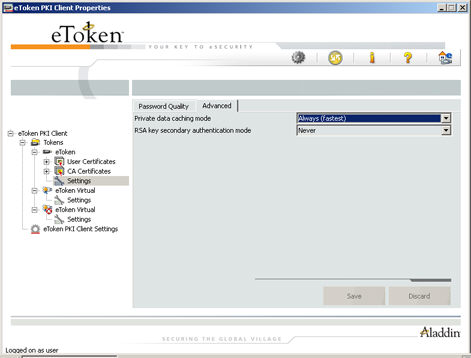 eToken PKI Client Properties
eToken
YOUR KEY TO eSECURITY
Password Quality
Advanced
Private data caching mode
Always (fastest)
RSA key secondary authentication mode
Never
eToken PKI Client
Tokens
eToken
User Certificates
CA Certificates
Settings
eToken Virtual
Settings
eToken Virtual
Settings
eToken PKI Client Settings
Save
Discard
Aladdin
SECURING THE GLOBAL VILLAGE
Logged on as user